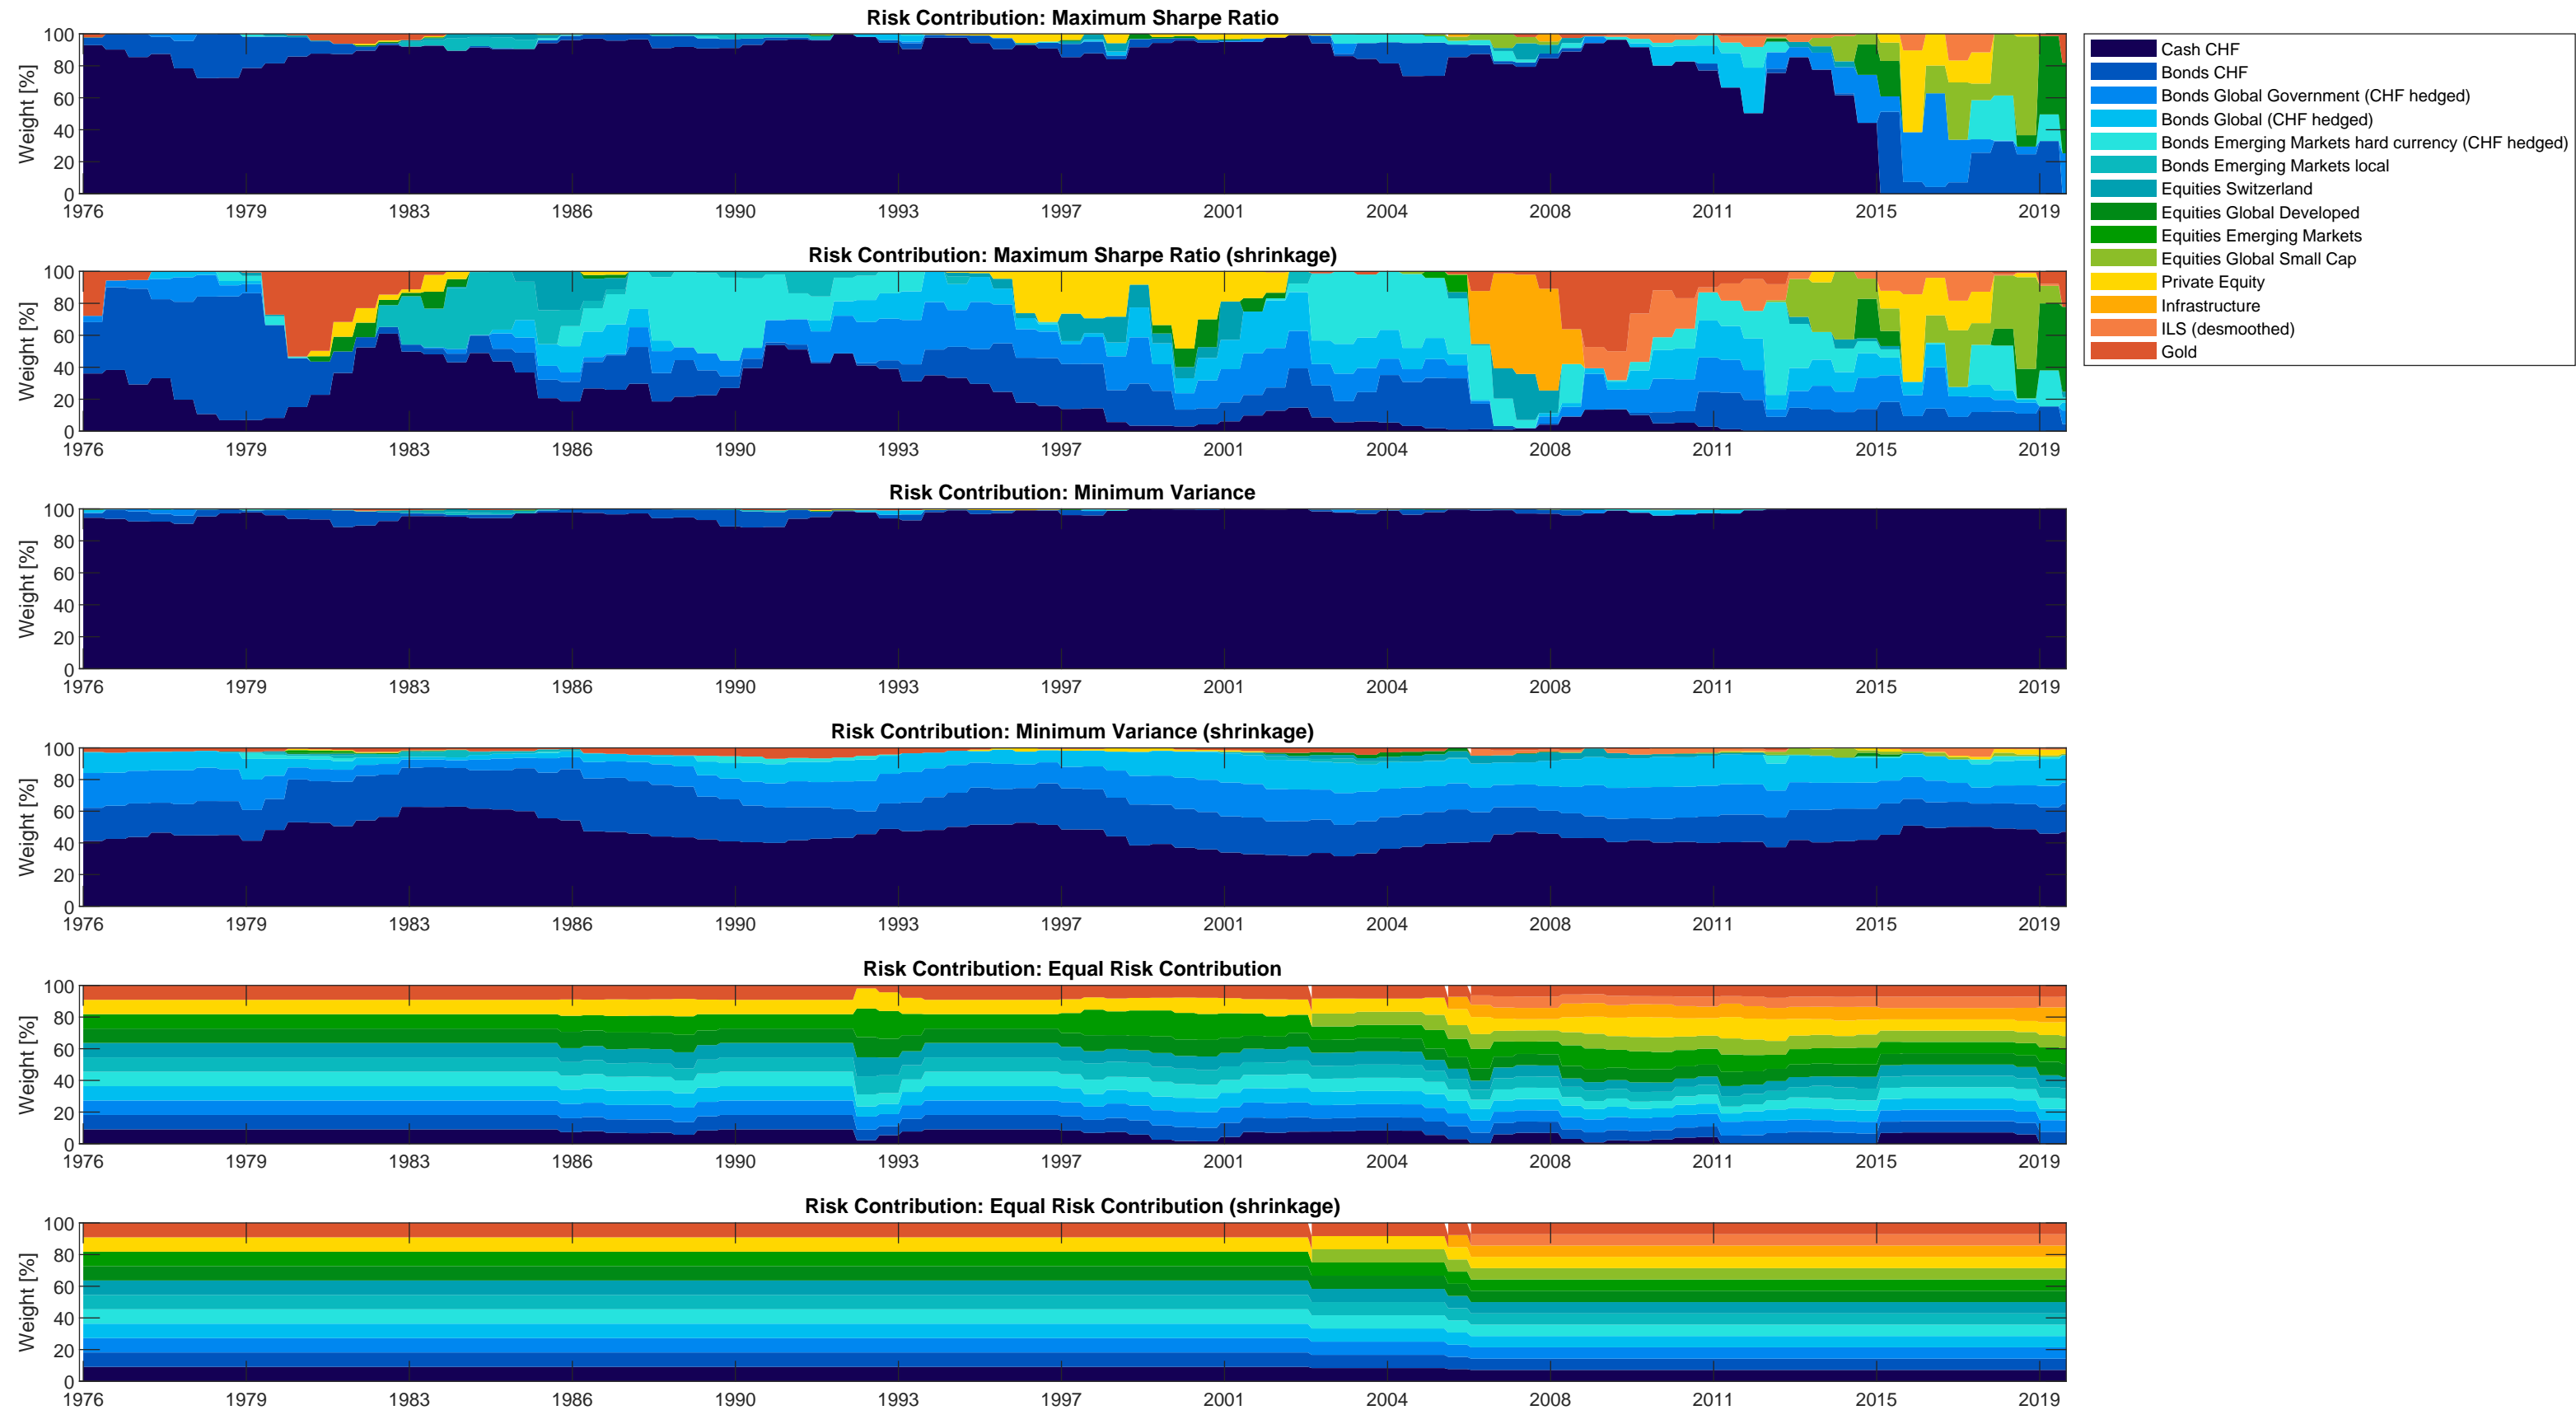 Risk Contribution: Maximum Sharpe Ratio
Weight [%]
100
80
60
40
20
0
1976 1979 1983 1986 1990 1993 1997 2001 2004 2008 2011 2015 2019
Cash CHF
Bonds CHF
Bonds Global Government (CHF hedged)
Bonds Global (CHF hedged)
Bonds Emerging Markets hard currency (CHF hedged)
Bonds Emerging Markets local
Equities Switzerland
Equities Global Developed
Equities Emerging Markets
Equities Global Small Cap
Private Equity
Infrastructure
ILS (desmoothed)
Gold
Risk Contribution: Maximum Sharpe Ratio (shrinkage)
Weight [%]
100
80
60
40
20
0
1976 1979 1983 1986 1990 1993 1997 2001 2004 2008 2011 2015 2019
Risk Contribution: Minimum Variance
Weight [%]
100
80
60
40
20
0
1976 1979 1983 1986 1990 1993 1997 2001 2004 2008 2011 2015 2019
Risk Contribution: Minimum Variance (shrinkage)
Weight [%]
100
80
60
40
20
0
1976 1979 1983 1986 1990 1993 1997 2001 2004 2008 2011 2015 2019
Risk Contribution: Equal Risk Contribution
Weight [%]
100
80
60
40
20
0
1976 1979 1983 1986 1990 1993 1997 2001 2004 2008 2011 2015 2019
Risk Contribution: Equal Risk Contribution (shrinkage)
Weight [%]
100
80
60
40
20
0
1976 1979 1983 1986 1990 1993 1997 2001 2004 2008 2011 2015 2019